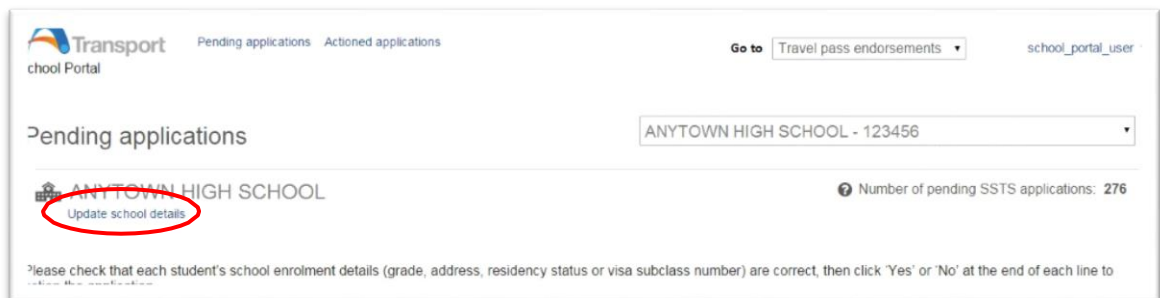 Transport Pending applications Actioned applications Go to Travel pass endorsements school_portal_user
chool Portal
Pending applications ANYTOWN HIGH SCHOOL - 123456
ANYTOWN HIGH SCHOOL Number of pending SSTS applications: 276
Update school details
Please check that each student's school enrolment details (grade, address, residency status or visa subclass number) are correct, then click 'Yes' or 'No' at the end of each line to